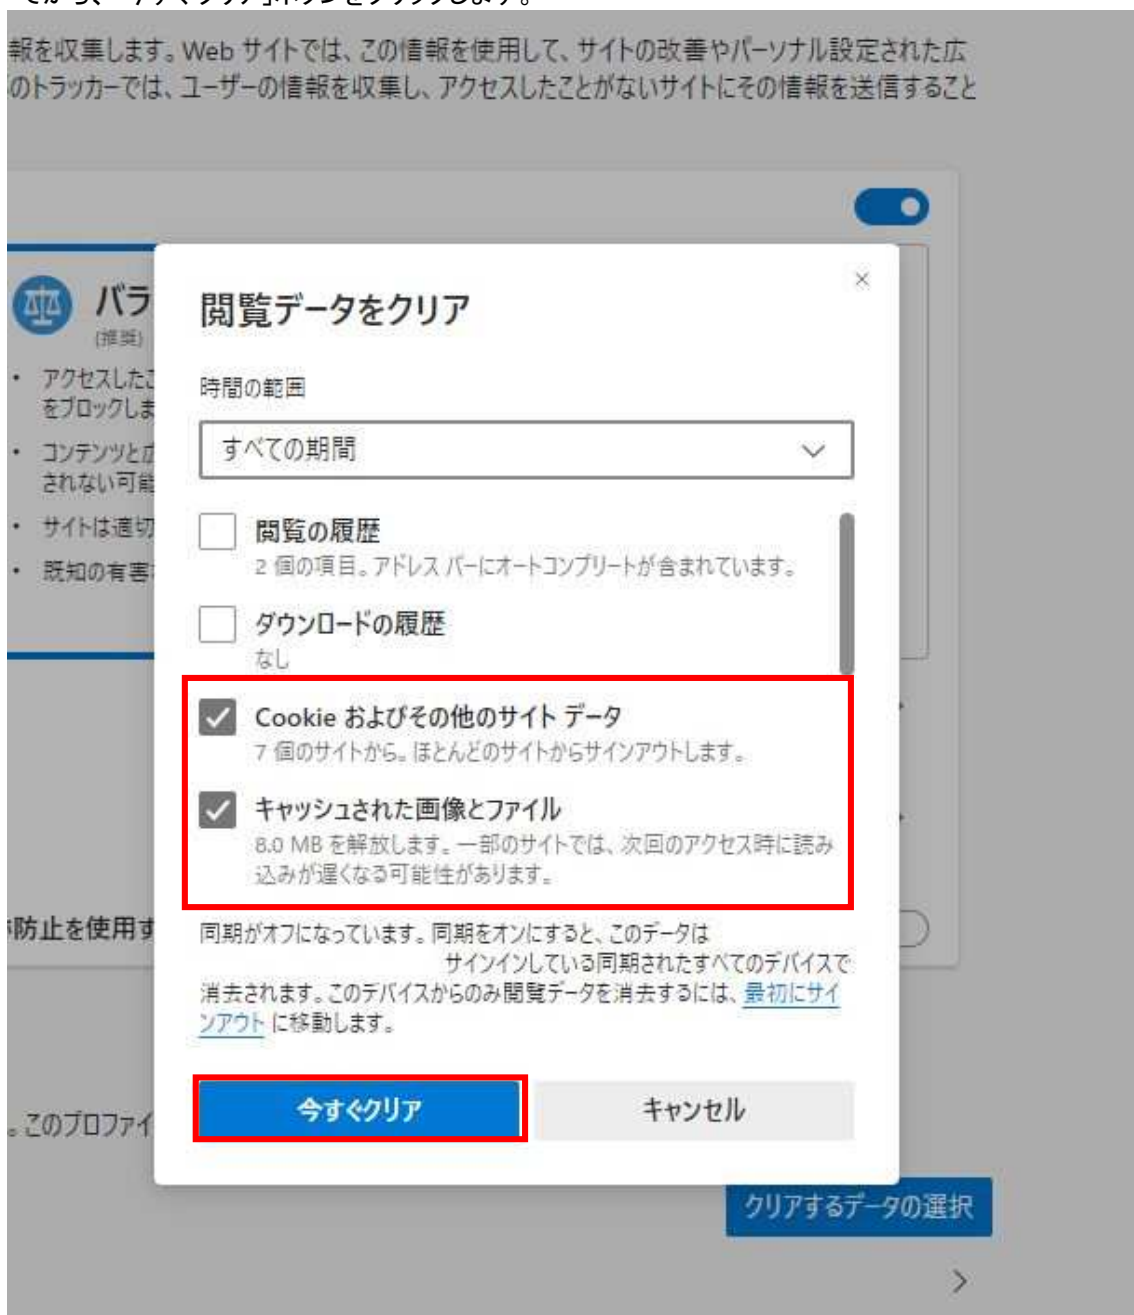 てから、「今すぐクリア」ボタンをクリックします。
報を収集します。Web サイトでは、この情報を使用して、サイトの改善やパーソナル設定された広
のトラッカーでは、ユーザーの情報を収集し、アクセスしたことがないサイトにその情報を送信すること
バラ
(推奨)
アクセスしたこ
をブロックしま
コンテンツと広
されない可能
サイトは適切
既知の有害
閲覧データをクリア
時間の範囲
すべての期間
閲覧の履歴
2 個の項目。アドレス バーにオートコンプリートが含まれています。
ダウンロードの履歴
なし
Cookie およびその他のサイト データ
7 個のサイトから。ほとんどのサイトからサインアウトします。
キャッシュされた画像とファイル
8.0 MB を解放します。一部のサイトでは、次回のアクセス時に読み
込みが遅くなる可能性があります。
防止を使用す
同期がオフになっています。同期をオンにすると、このデータは
サインインしている同期されたすべてのデバイスで
消去されます。このデバイスからのみ閲覧データを消去するには、最初にサイ
ンアウト に移動します。
今すぐクリア
キャンセル
。このプロファイ
クリアするデータの選択